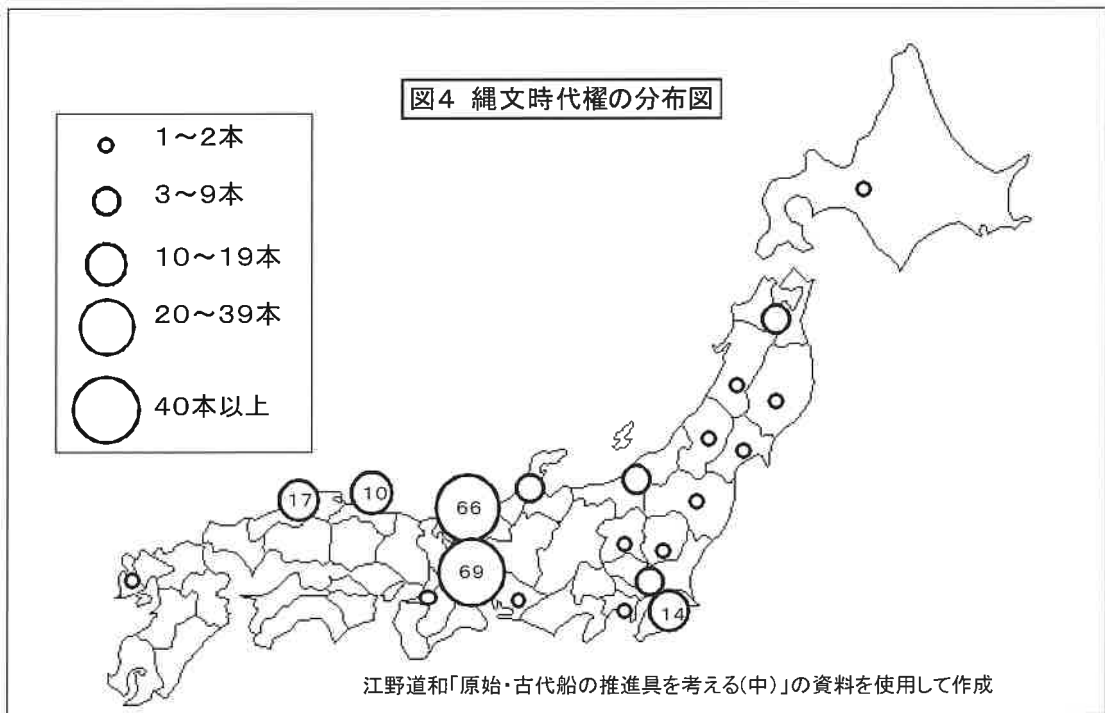 図4 縄文時代櫂の分布図
1～2本
3～9本
10～19本
20～39本
40本以上
17
10
66
69
14
江野道和「原始・古代船の推進具を考える(中)」の資料を使用して作成